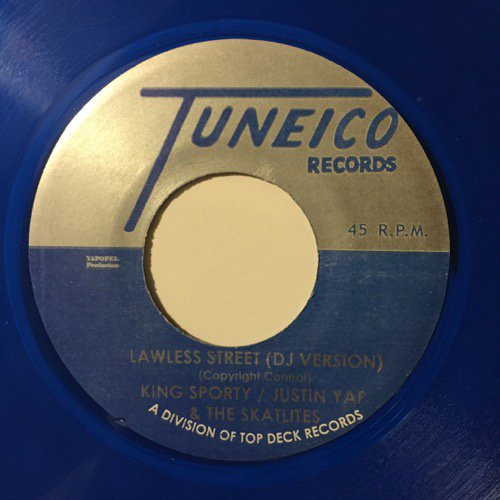 TUNEICO
RECORDS
45 R.P.M.
YAPOPEL
Production
LAWLESS STREET (DJ VERSION)
(Copyright Control)
KING SPORTY / JUSTIN YAP
& THE SKATLITES
A DIVISION OF TOP DECK RECORDS